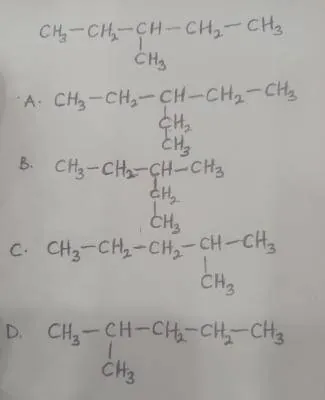 CH₃-CH₂-CH-CH₂-CH₃
CH₃
A. CH₃-CH₂-CH-CH₂-CH₃
CH₂
CH₃
B. CH₃-CH₂-CH-CH₃
CH₂
CH₃
C. CH₃-CH₂-CH₂-CH-CH₃
CH₃
D. CH₃-CH-CH₂-CH₂-CH₃
CH₃